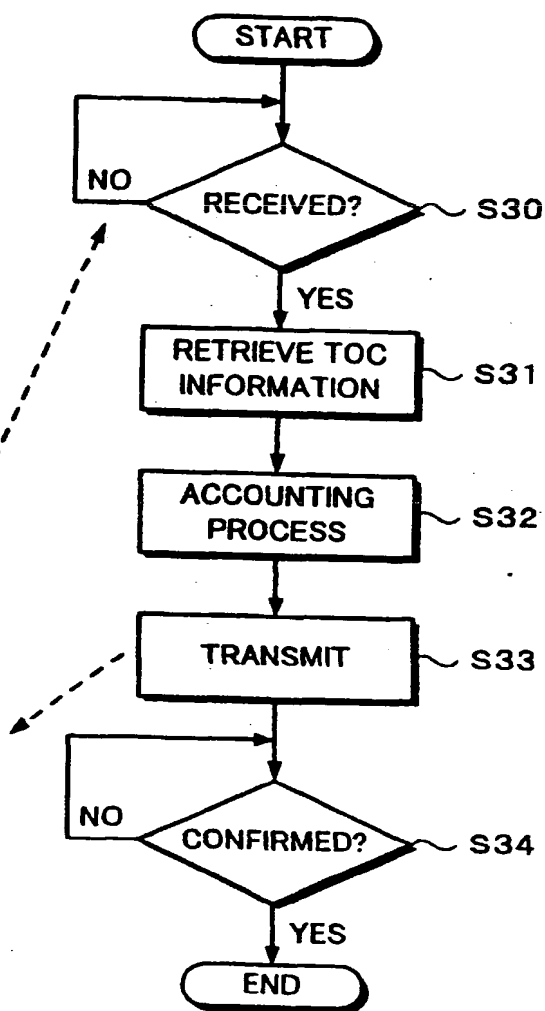 START
NO
RECEIVED?
S30
YES
RETRIEVE TOC
INFORMATION
S31
ACCOUNTING
PROCESS
S32
TRANSMIT
S33
NO
CONFIRMED?
S34
YES
END